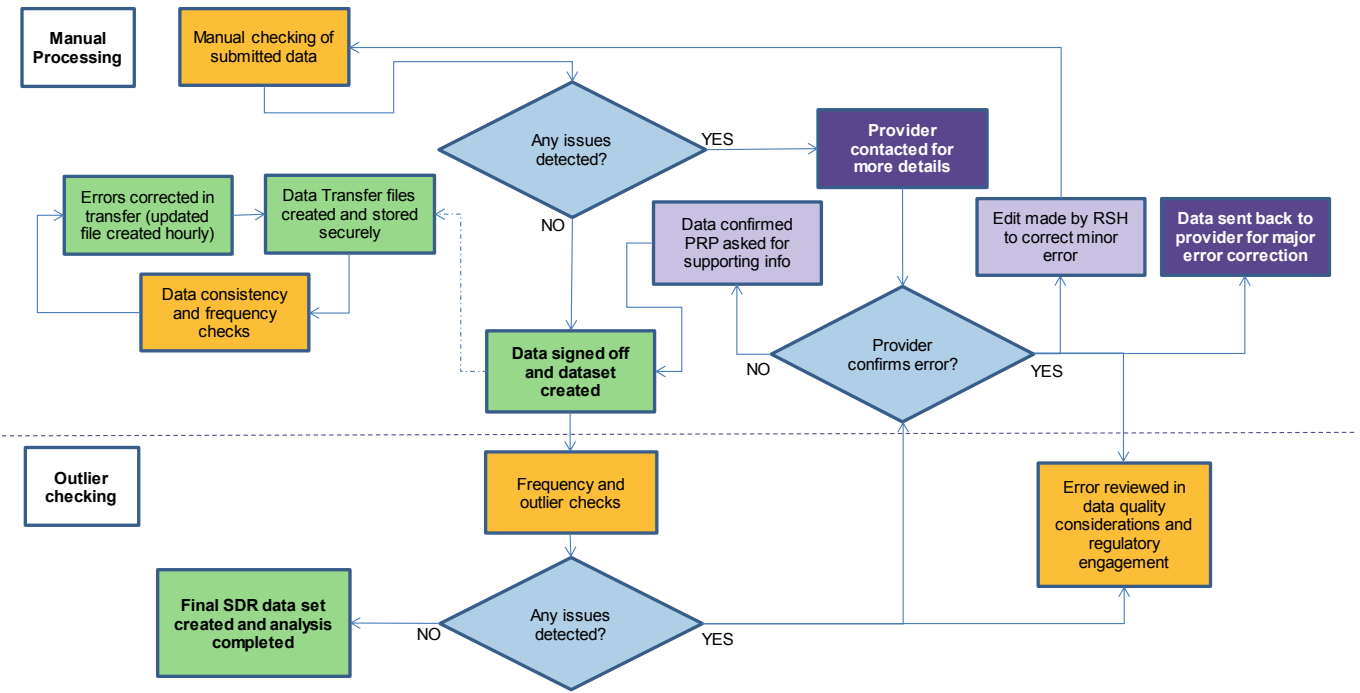 Manual
Processing
Manual checking of
submitted data
Any issues
detected?
YES
NO
Provider
contacted for
more details
Errors corrected in
transfer (updated
file created hourly)
Data Transfer files
created and stored
securely
Data consistency
and frequency
checks
Data confirmed
PRP asked for
supporting info
Edit made by RSH
to correct minor
error
Data sent back to
provider for major
error correction
Provider
confirms error?
NO
YES
Data signed off
and dataset
created
Outlier
checking
Frequency and
outlier checks
Error reviewed in
data quality
considerations and
regulatory
engagement
Any issues
detected?
NO
YES
Final SDR data set
created and analysis
completed